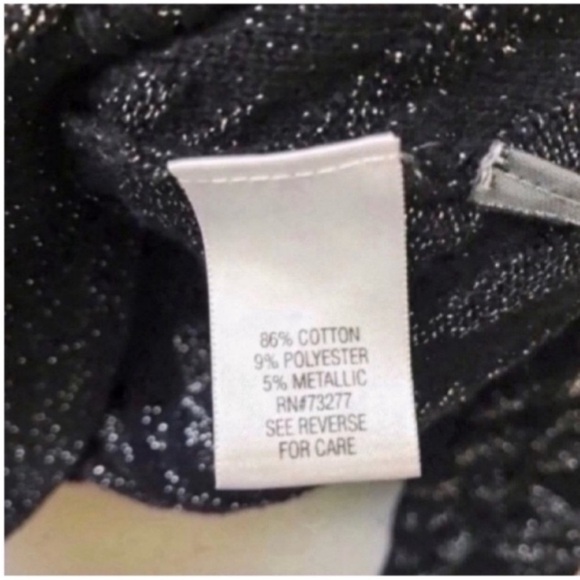 86% COTTON
9% POLYESTER
5% METALLIC
RN#73277
SEE REVERSE
FOR CARE